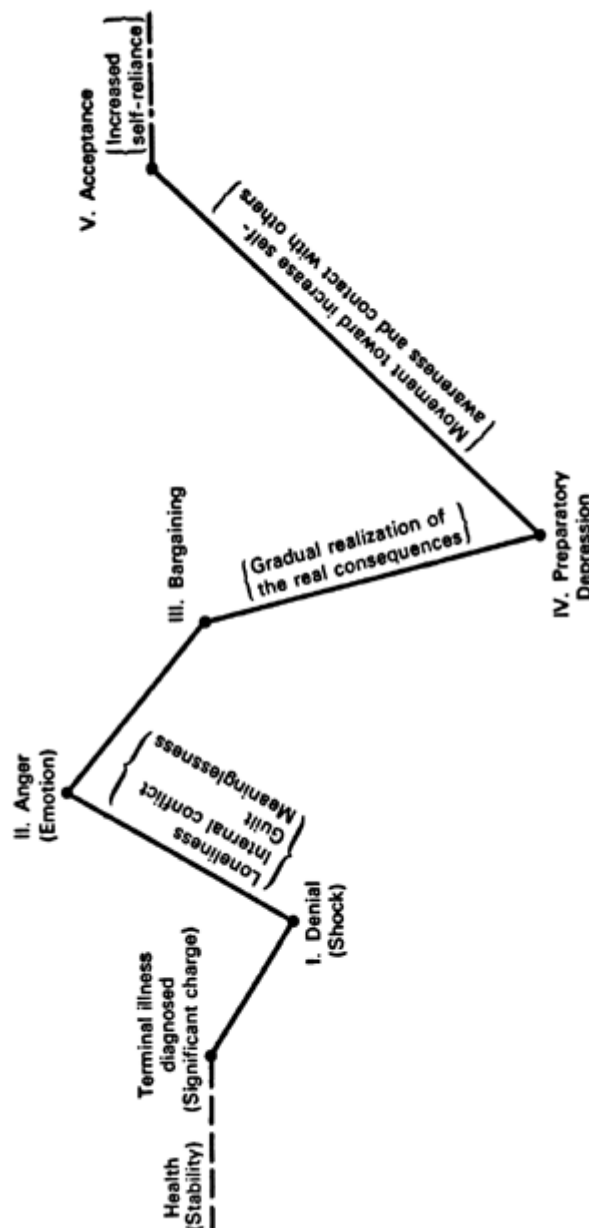 Health
(Stability)
Terminal illness
diagnosed
(Significant charge)
I. Denial
(Shock)
Loneliness
Internal conflict
Guilt
Meaninglessness
II. Anger
(Emotion)
III. Bargaining
Gradual realization of
the real consequences
IV. Preparatory
Depression
Movement toward increase self-
awareness and contact with others
V. Acceptance
Increased
self-reliance